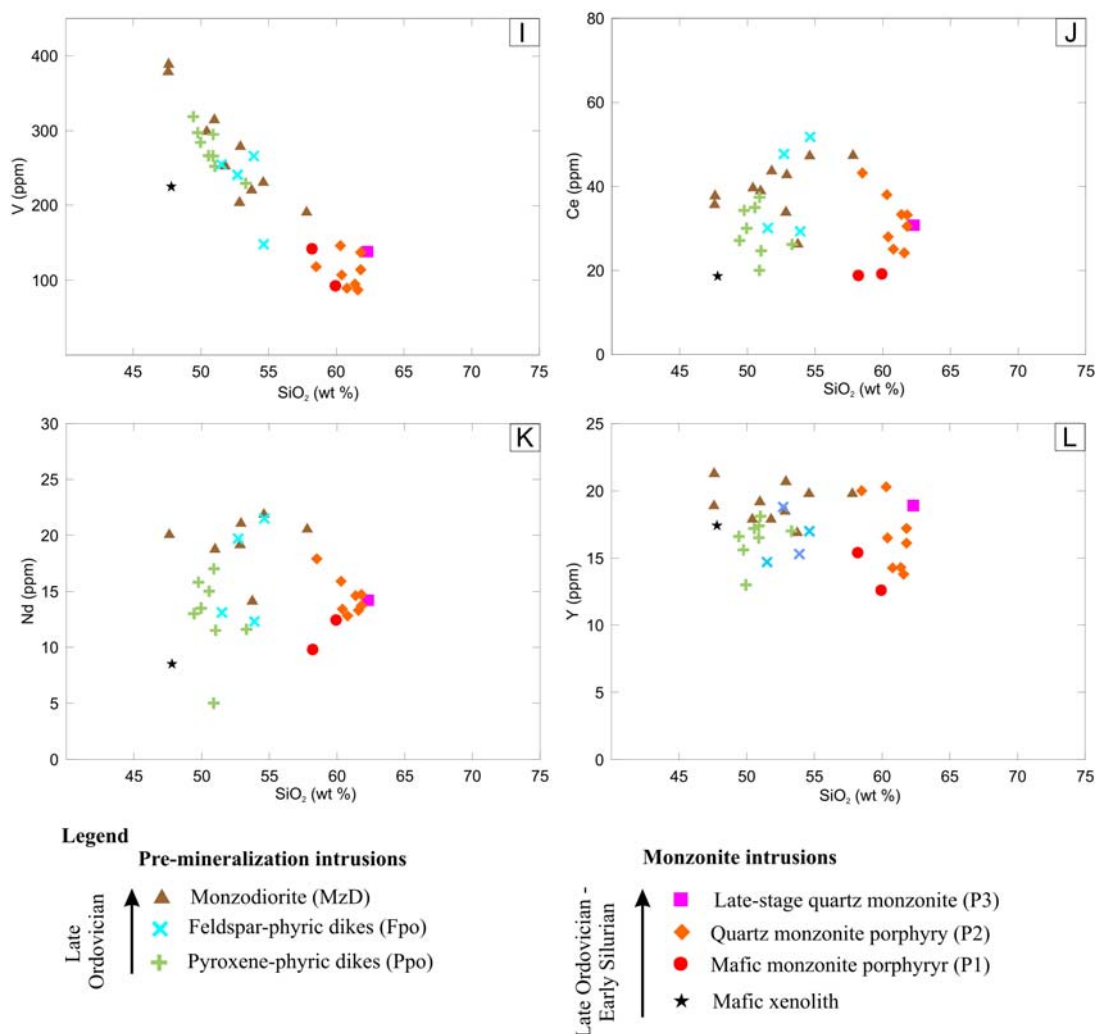 I
400
300
200
100
V (ppm)
45 50 55 60 65 70 75
SiO₂ (wt %)
J
80
60
40
20
0
Ce (ppm)
45 50 55 60 65 70 75
SiO₂ (wt %)
K
30
25
20
15
10
5
0
Nd (ppm)
45 50 55 60 65 70 75
SiO₂ (wt %)
L
25
20
15
10
5
0
Y (ppm)
45 50 55 60 65 70 75
SiO₂ (wt %)
Legend
Pre-mineralization intrusions
Late
Ordovician
Monzodiorite (MzD)
Feldspar-phyric dikes (Fpo)
Pyroxene-phyric dikes (Ppo)
Monzonite intrusions
Late Ordovician -
Early Silurian
Late-stage quartz monzonite (P3)
Quartz monzonite porphyry (P2)
Mafic monzonite porphyryr (P1)
Mafic xenolith